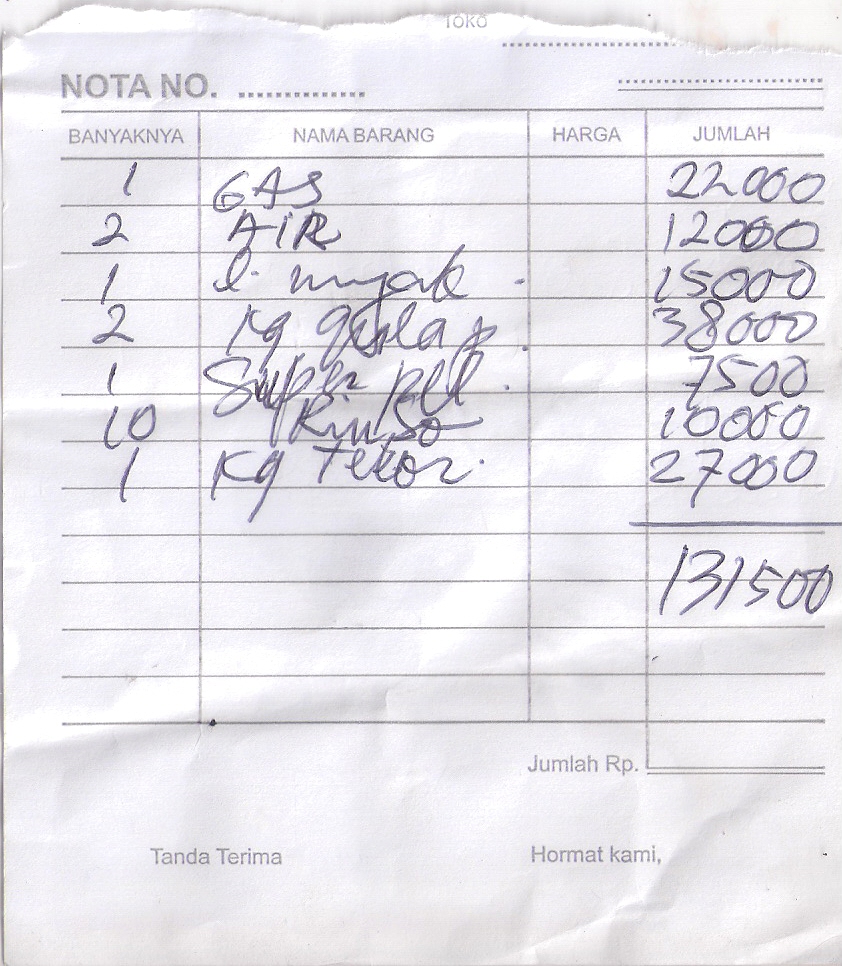 Toko
NOTA NO.
BANYAKNYA NAMA BARANG HARGA JUMLAH
1 GAS 22000
2 AIR 12000
1 l. minyak 15000
2 Kg gula p. 38000
1 Super pell 7500
10 Rinso 10000
1 Kg Telor 27000
131500
Jumlah Rp.
Tanda Terima Hormat kami,